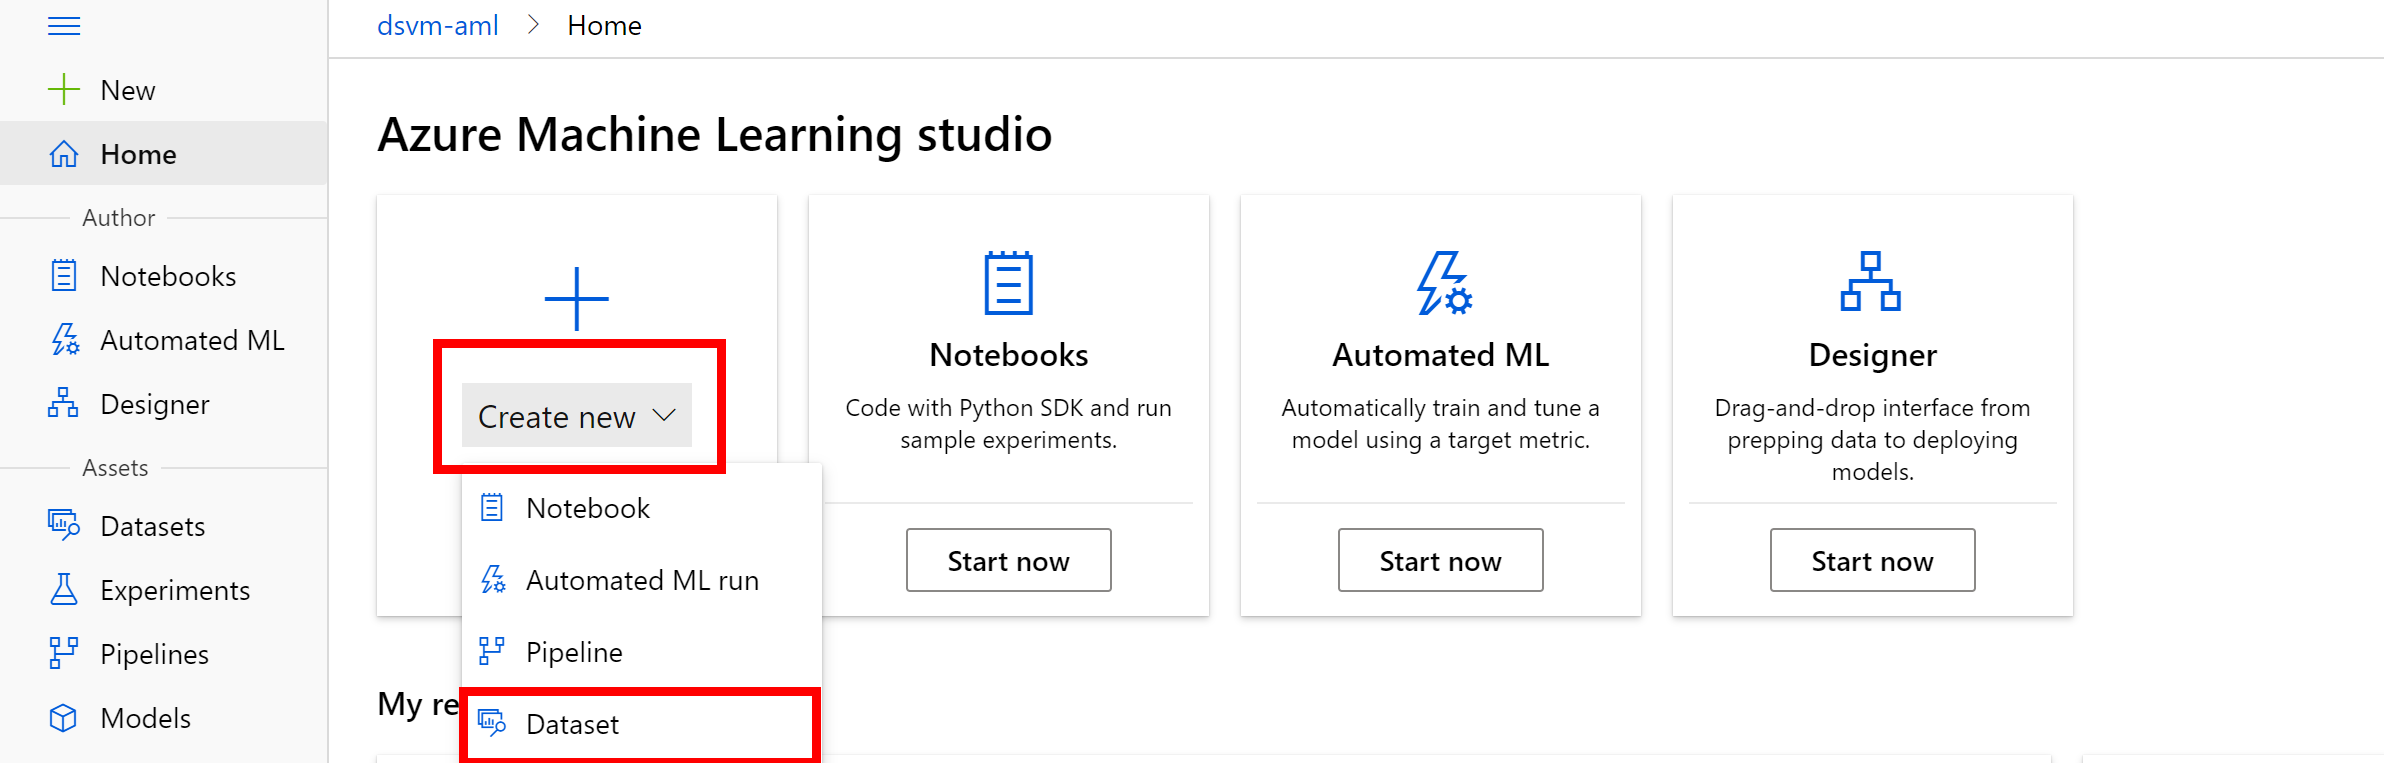 dsvm-aml > Home
New
Home
Author
Notebooks
Automated ML
Designer
Assets
Datasets
Experiments
Pipelines
Models
Azure Machine Learning studio
Create new
Notebook
Automated ML run
Pipeline
Dataset
Notebooks
Code with Python SDK and run
sample experiments.
Start now
Automated ML
Automatically train and tune a
model using a target metric.
Start now
Designer
Drag-and-drop interface from
prepping data to deploying
models.
Start now
My re